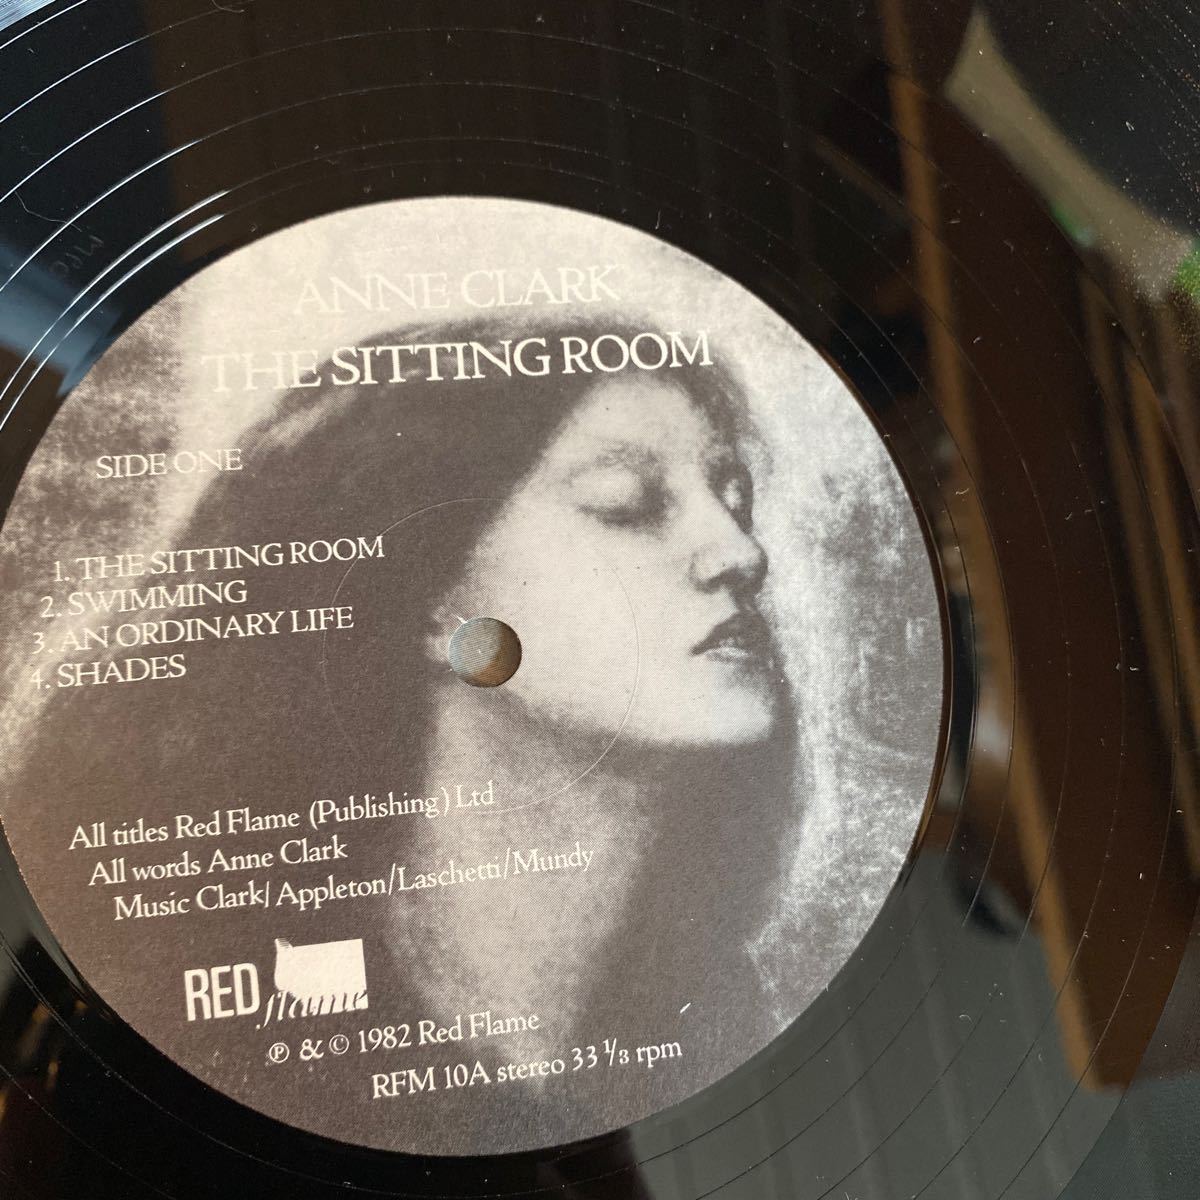 ANNE CLARK
THE SITTING ROOM
SIDE ONE
1. THE SITTING ROOM
2. SWIMMING
3. AN ORDINARY LIFE
4. SHADES
All titles Red Flame (Publishing) Ltd
All words Anne Clark
Music Clark/Appleton/Laschetti/Mundy
RED flame
℗ & © 1982 Red Flame
RFM 10A stereo 33 1/3 rpm